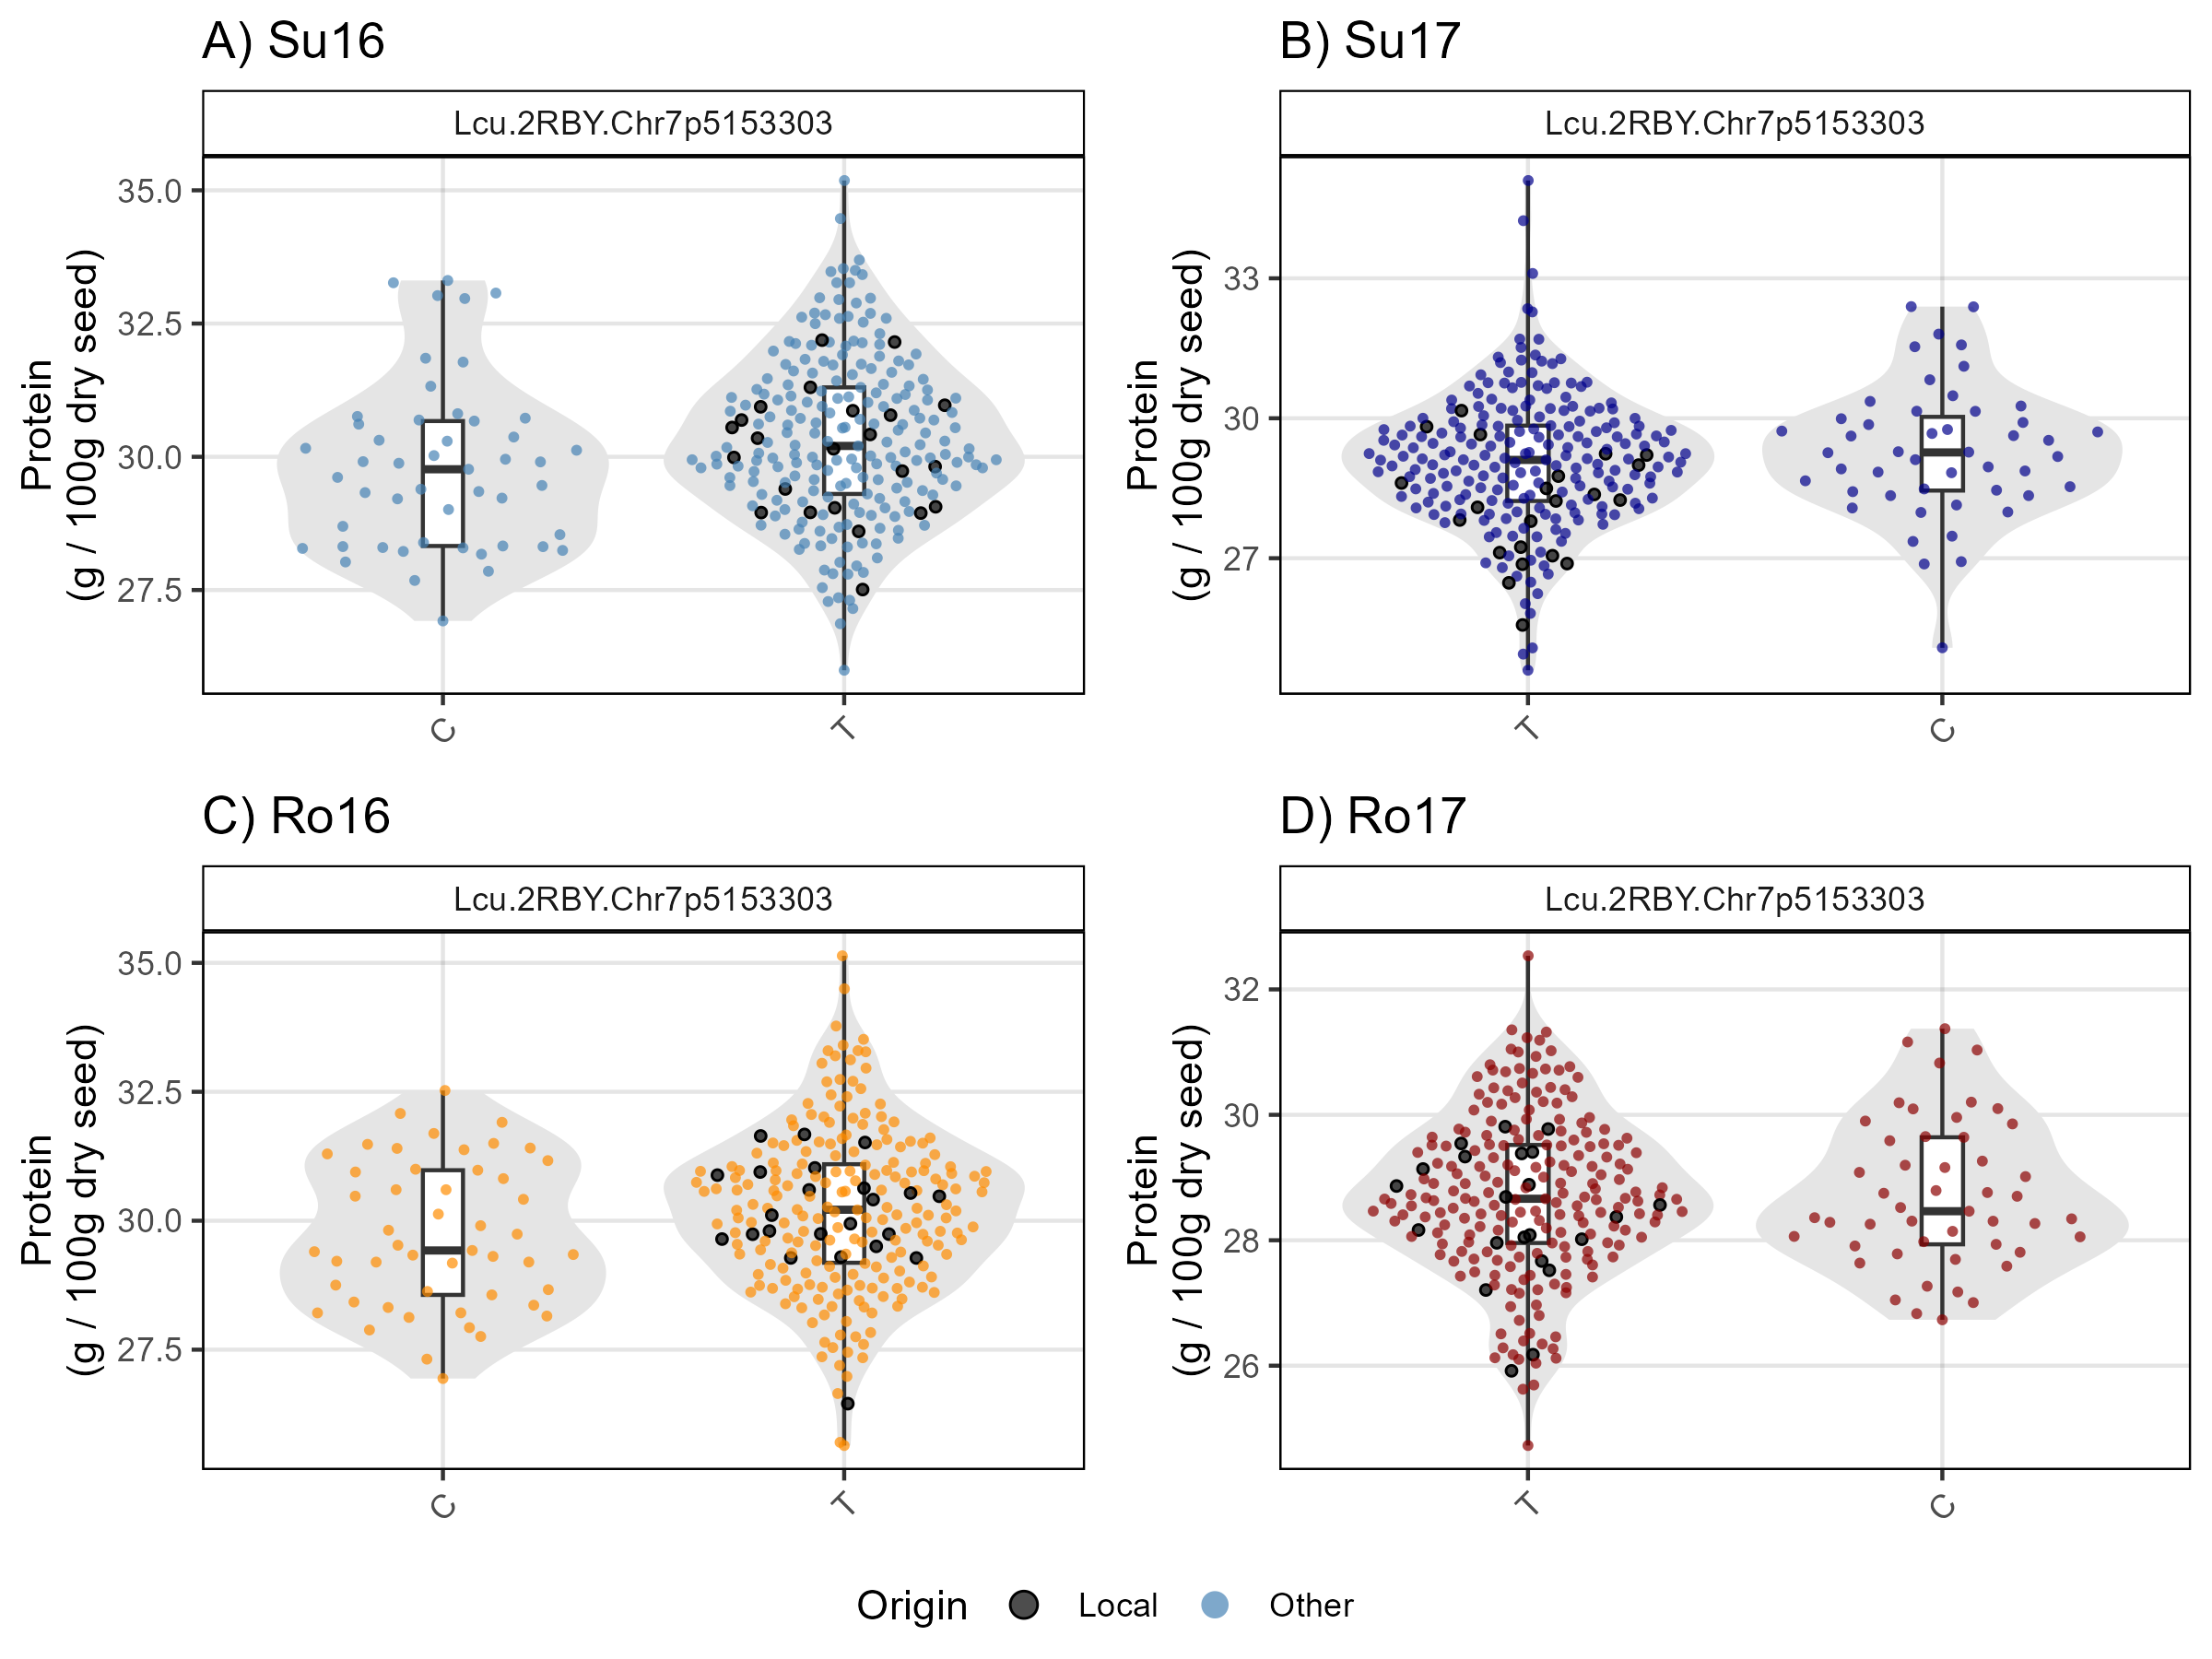 A) Su16
Lcu.2RBY.Chr7p5153303
Protein
(g / 100g dry seed)
35.0
32.5
30.0
27.5
C
T
B) Su17
Lcu.2RBY.Chr7p5153303
Protein
(g / 100g dry seed)
33
30
27
T
C
C) Ro16
Lcu.2RBY.Chr7p5153303
Protein
(g / 100g dry seed)
35.0
32.5
30.0
27.5
C
T
D) Ro17
Lcu.2RBY.Chr7p5153303
Protein
(g / 100g dry seed)
32
30
28
26
T
C
Origin Local Other